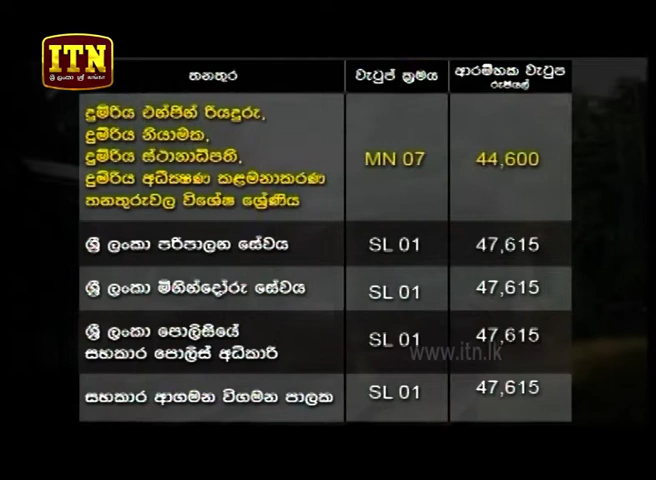 ITN
ශ්‍රී ලංකා
තනතුර
වැටුප් ක්‍රමය
ආරම්භක වැටුප
රුපියල්
දුම්රිය එන්ජින් රියදුරු,
දුම්රිය නියාමක,
දුම්රිය ස්ථානාධිපති,
දුම්රිය අධීක්ෂණ කළමනාකරණ
තනතුරුවල විශේෂ ශ්‍රේණිය
MN 07
44,600
ශ්‍රී ලංකා පරිපාලන සේවය
SL 01
47,615
ශ්‍රී ලංකා මිනින්දෝරු සේවය
SL 01
47,615
ශ්‍රී ලංකා පොලීසියේ
සහකාර පොලිස් අධිකාරී
SL 01
47,615
www.itn.lk
සහකාර ආගමන විගමන පාලක
SL 01
47,615